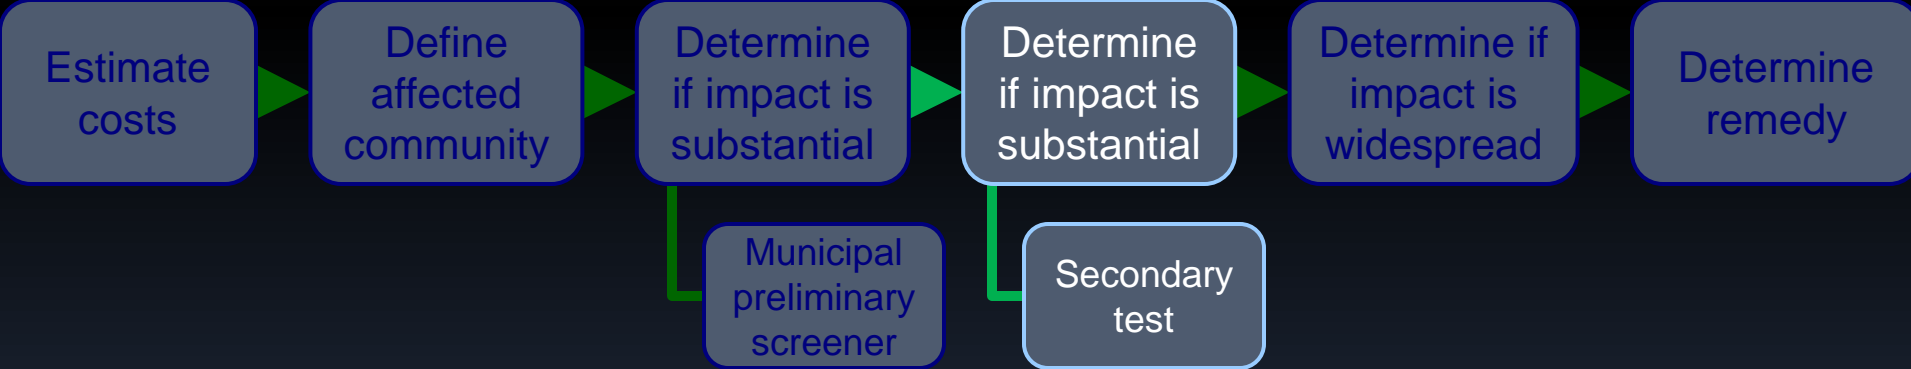 Estimate
costs
Define
affected
community
Determine
if impact is
substantial
Determine
if impact is
substantial
Determine if
impact is
widespread
Determine
remedy
Municipal
preliminary
screener
Secondary
test